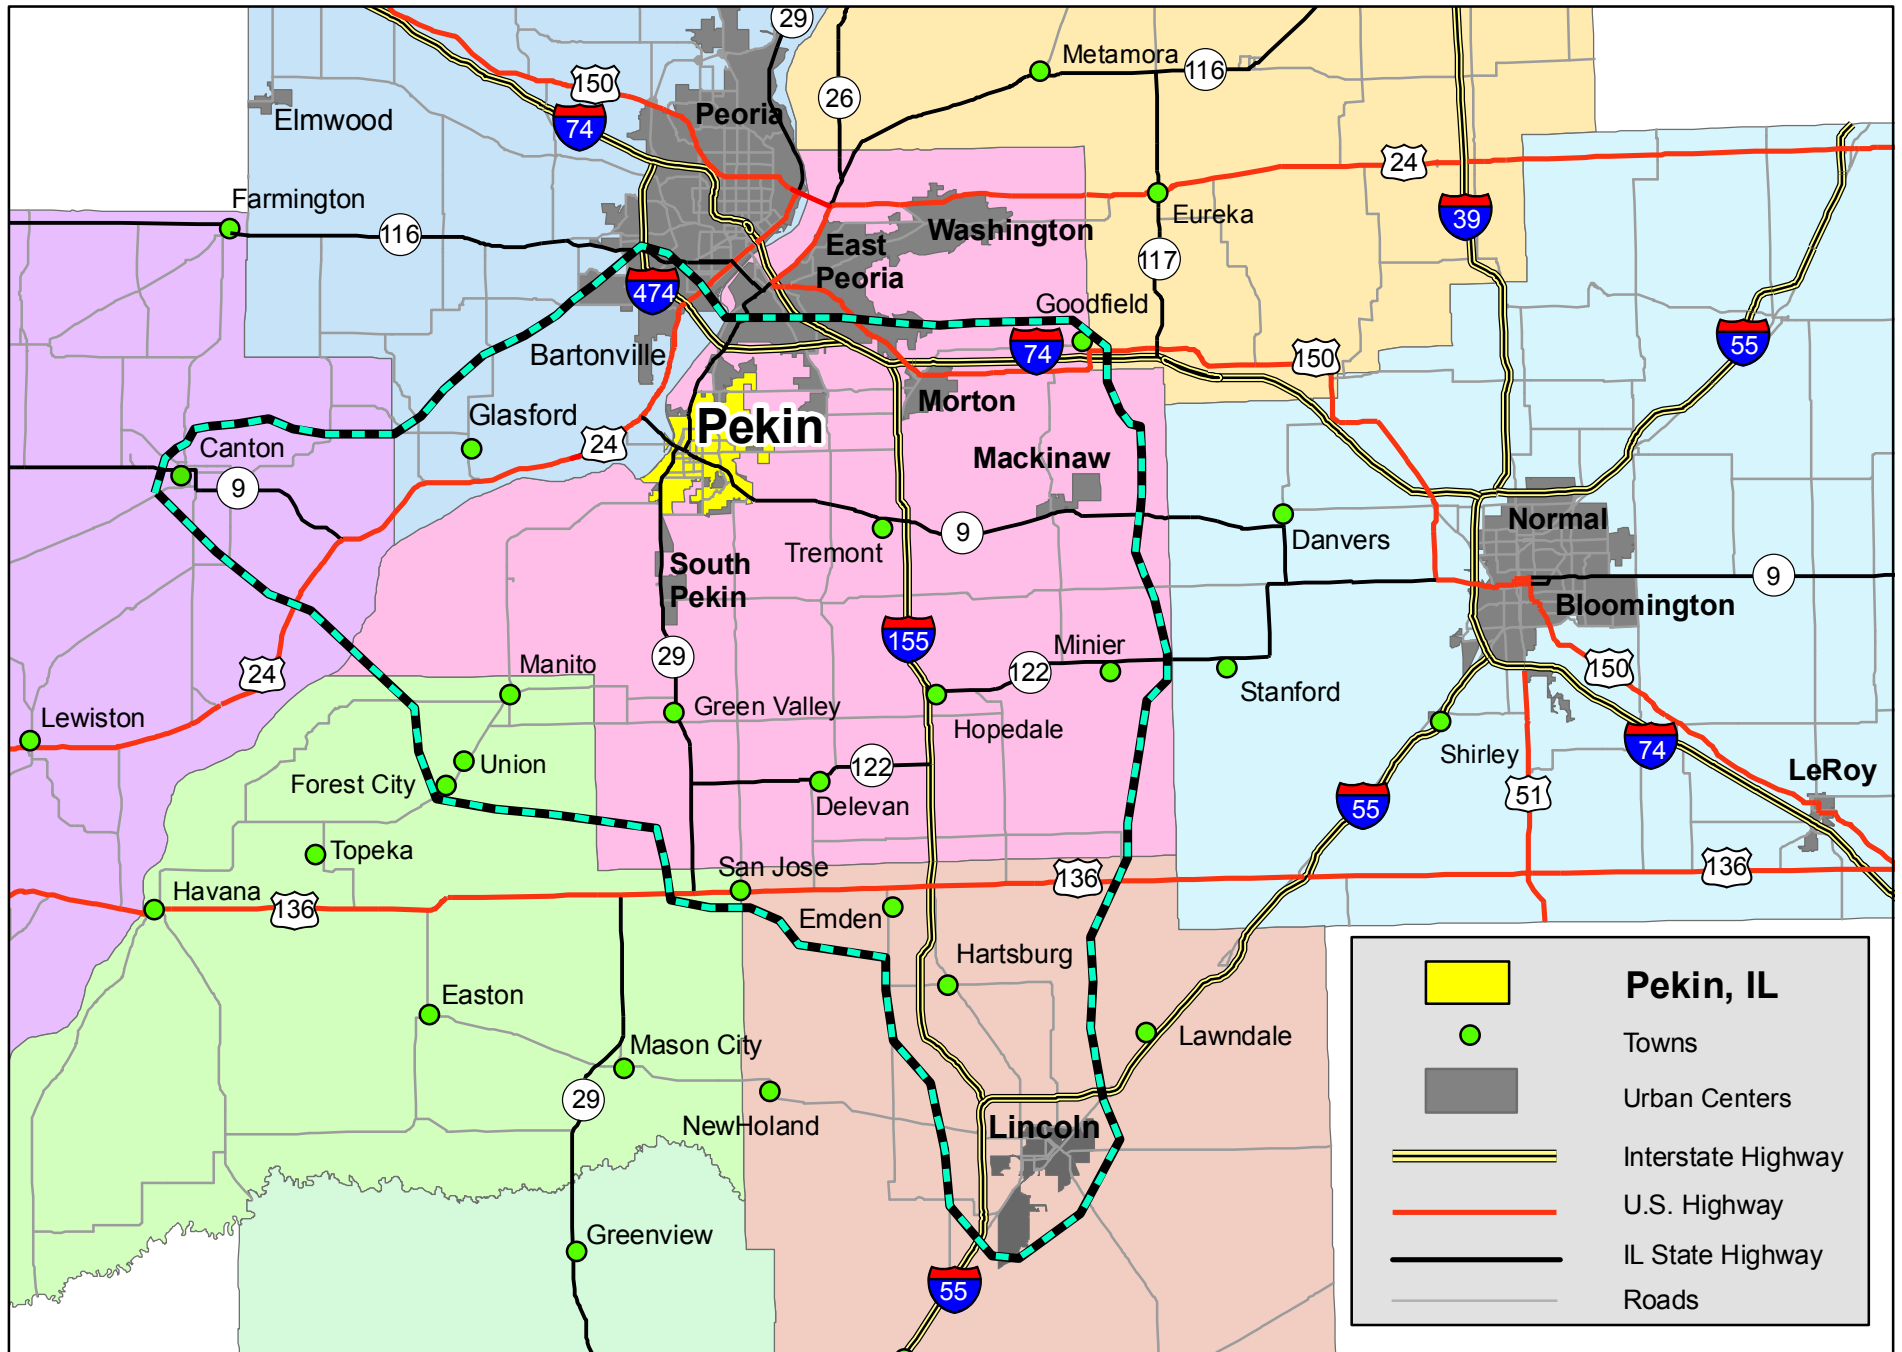 29
Metamora
116
150
26
Elmwood
Peoria
74
24
Farmington
39
Eureka
116
Washington
East
Peoria
117
474
Goodfield
55
Bartonville
74
150
Morton
Glasford
Pekin
24
Canton
Mackinaw
9
Normal
9
Tremont
Danvers
South
Pekin
9
Bloomington
155
29
Minier
Manito
122
150
24
Stanford
Lewiston
Green Valley
Hopedale
Shirley
74
Union
122
Forest City
LeRoy
51
Delevan
55
Topeka
San Jose
136
136
Havana
136
Emden
Hartsburg
Easton
Lawndale
Mason City
29
NewHoland
Lincoln
Greenview
55
Pekin, IL
Towns
Urban Centers
Interstate Highway
U.S. Highway
IL State Highway
Roads